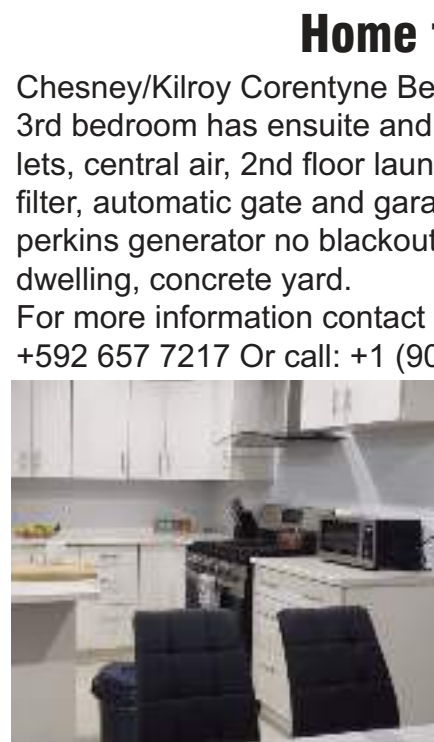 Home
Chesney/Kilroy Corentyne Be
3rd bedroom has ensuite and
lets, central air, 2nd floor laun
filter, automatic gate and gara
perkins generator no blackout
dwelling, concrete yard.
For more information contact
+592 657 7217 Or call: +1 (90